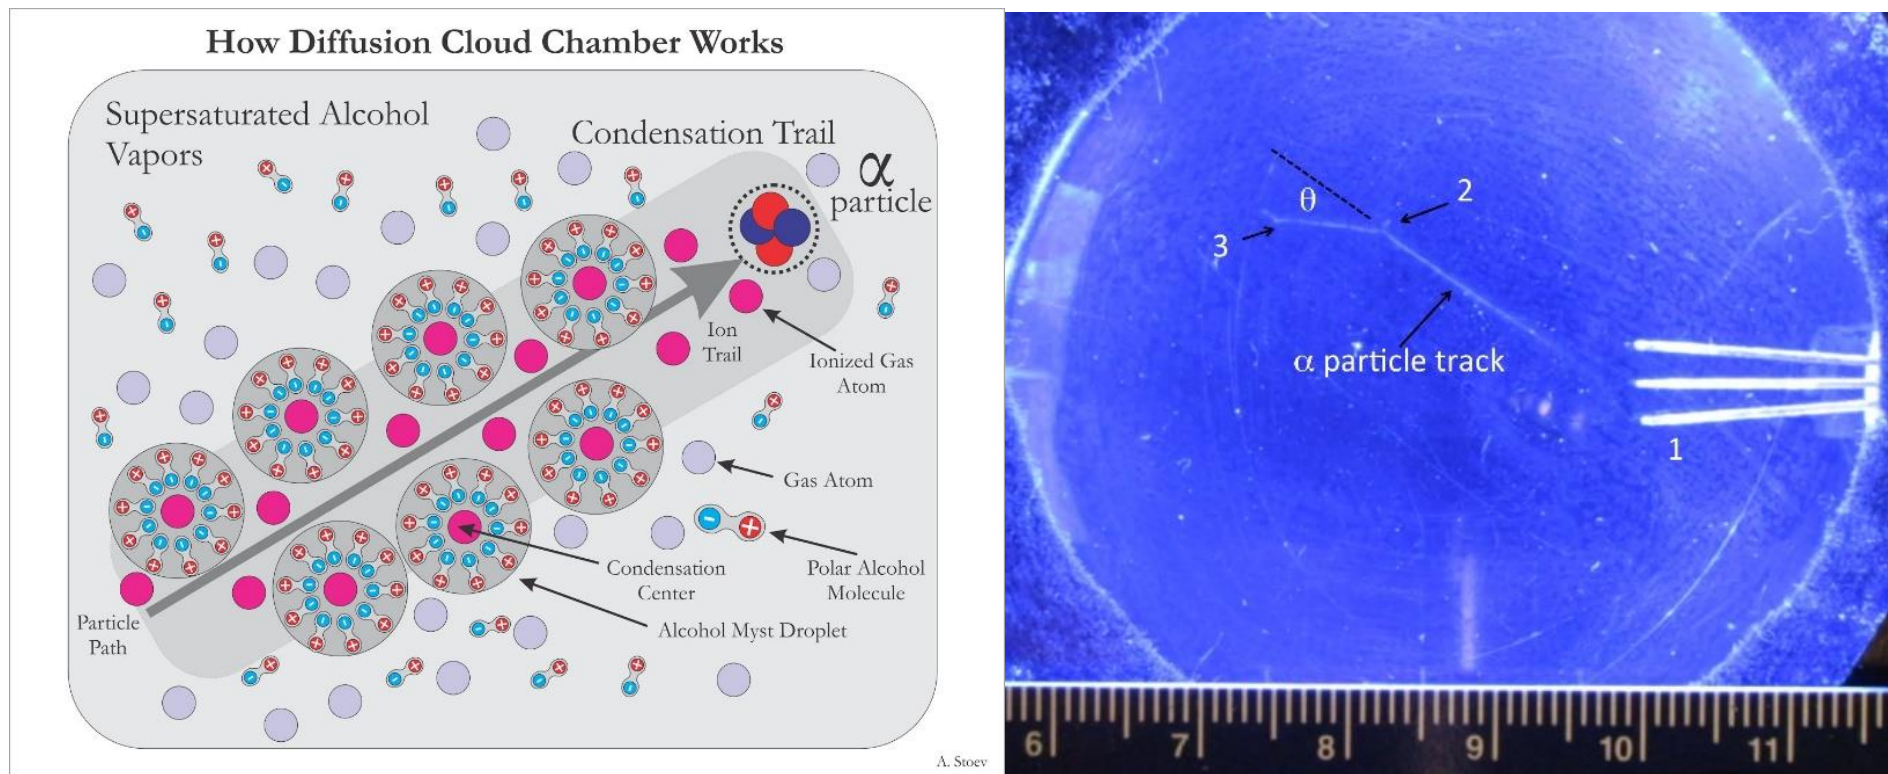 How Diffusion Cloud Chamber Works
Supersaturated Alcohol
Vapors
Condensation Trail
α
particle
Ion
Trail
Ionized Gas
Atom
Gas Atom
Polar Alcohol
Molecule
Condensation
Center
Alcohol Myst Droplet
Particle
Path
A. Stoev
θ
2
3
α particle track
1
6 7 8 9 10 11